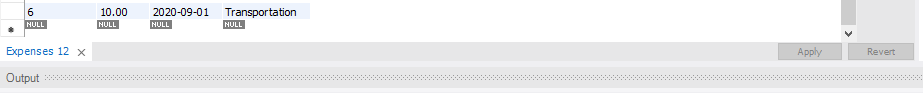 6 10.00 2020-09-01 Transportation
NULL NULL NULL NULL
Expenses 12 × Apply Revert
Output